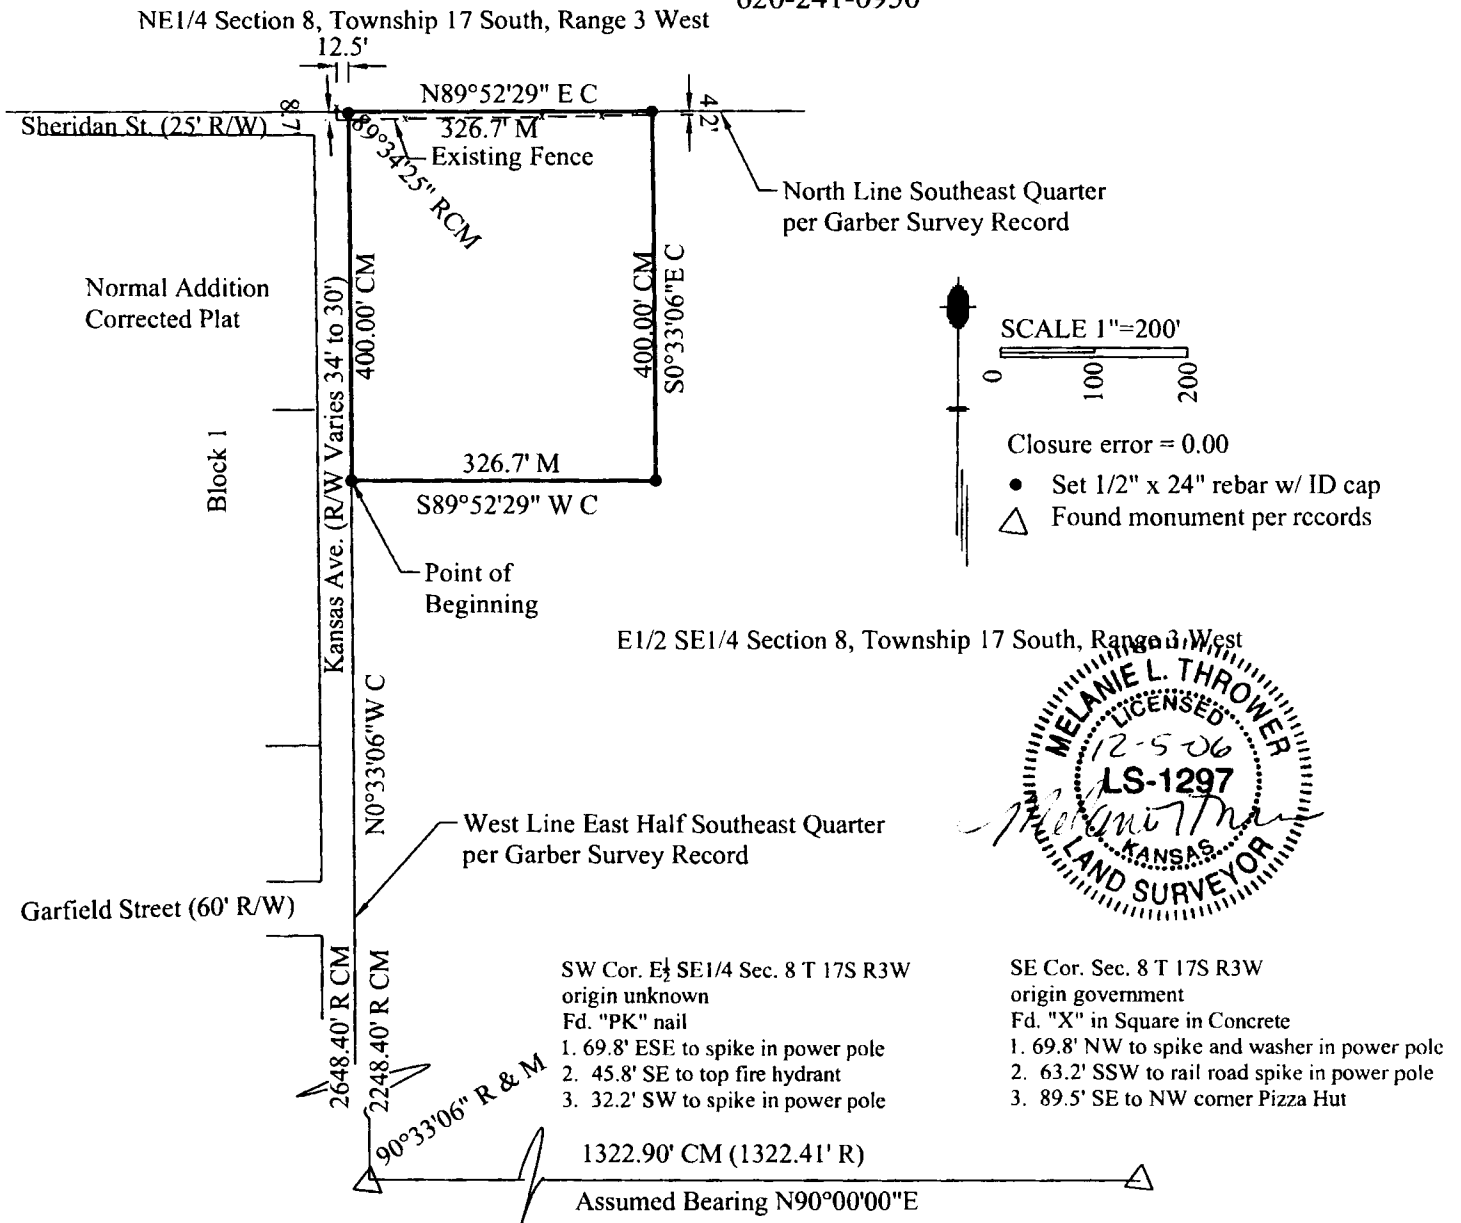 NE1/4 Section 8, Township 17 South, Range 3 West
12.5'
8.7'
N89°52'29" E C
326.7' M
4.2'
Sheridan St. (25' R/W)
89°34'25" RCM
Existing Fence
North Line Southeast Quarter
per Garber Survey Record
Normal Addition
Corrected Plat
Kansas Ave. (R/W Varies 34' to 30')
400.00' CM
400.00' CM
S0°33'06"E C
SCALE 1"=200'
0
100
200
Closure error = 0.00
Set 1/2" x 24" rebar w/ ID cap
Found monument per records
Block 1
326.7' M
S89°52'29" W C
Point of
Beginning
E1/2 SE1/4 Section 8, Township 17 South, Range 3 West
MELANIE L. THROWER
LICENSED
12-5-06
LS-1297
KANSAS
LAND SURVEYOR
N0°33'06"W C
West Line East Half Southeast Quarter
per Garber Survey Record
Garfield Street (60' R/W)
2648.40' R CM
2248.40' R CM
90°33'06" R & M
SW Cor. E½ SE1/4 Sec. 8 T 17S R3W
origin unknown
Fd. "PK" nail
1. 69.8' ESE to spike in power pole
2. 45.8' SE to top fire hydrant
3. 32.2' SW to spike in power pole
SE Cor. Sec. 8 T 17S R3W
origin government
Fd. "X" in Square in Concrete
1. 69.8' NW to spike and washer in power pole
2. 63.2' SSW to rail road spike in power pole
3. 89.5' SE to NW corner Pizza Hut
1322.90' CM (1322.41' R)
Assumed Bearing N90°00'00"E